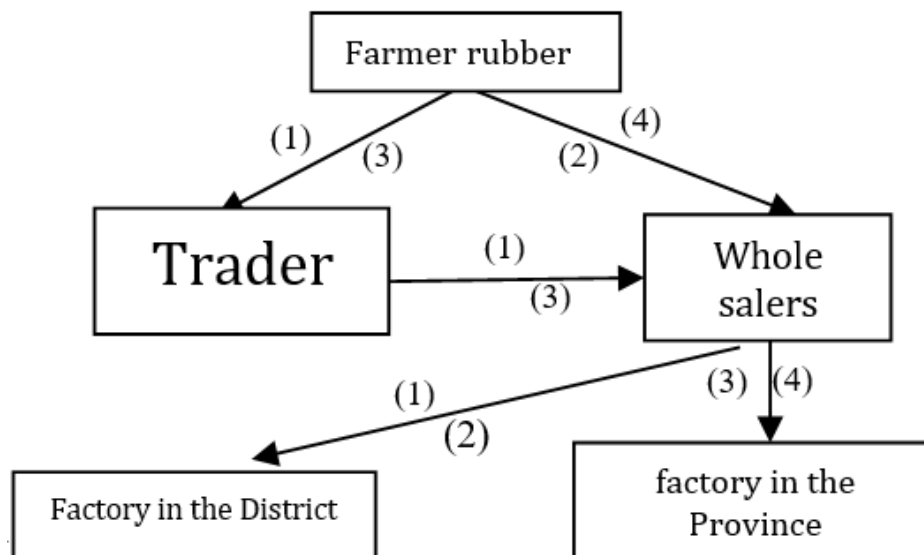 Farmer rubber
(1)
(3)
(4)
(2)
Trader
(1)
(3)
Whole
salers
(1)
(2)
(3)
(4)
Factory in the District
factory in the
Province